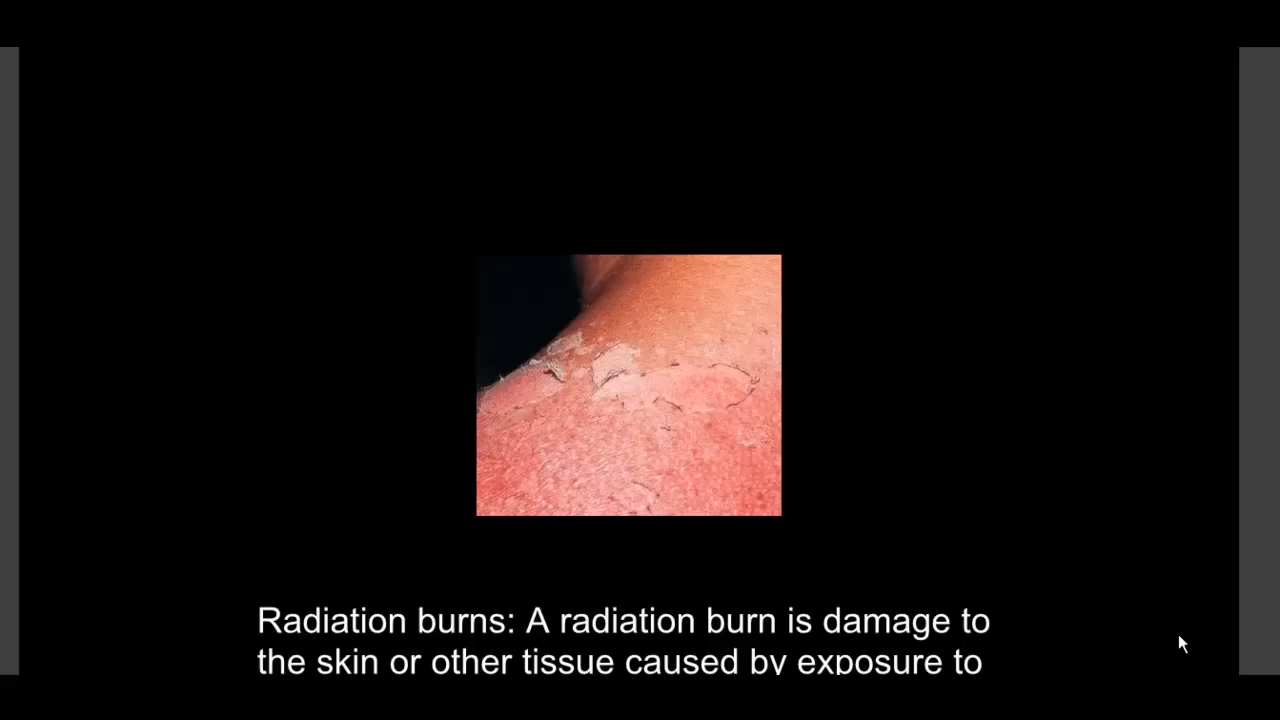 Radiation burns: A radiation burn is damage to
the skin or other tissue caused by exposure to